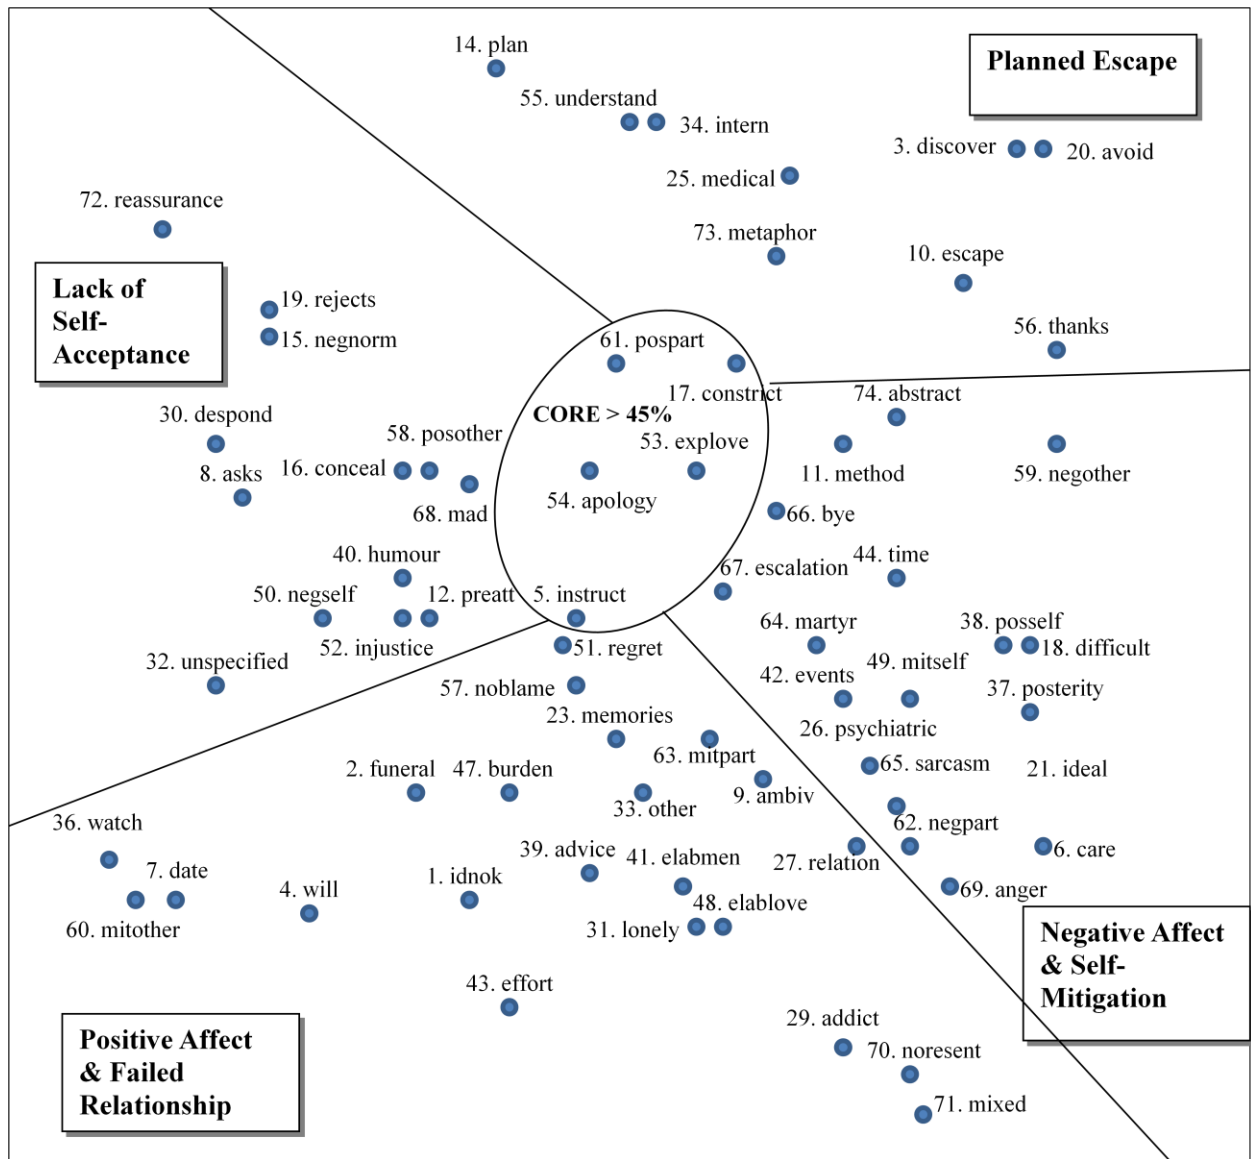 14. plan
Planned Escape
55. understand
34. intern
3. discover
20. avoid
25. medical
72. reassurance
73. metaphor
10. escape
Lack of
Self-
Acceptance
19. rejects
15. negnorm
56. thanks
61. pospart
17. constrict
74. abstract
CORE > 45%
30. despond
58. posother
53. explove
8. asks
16. conceal
11. method
59. negother
54. apology
68. mad
66. bye
40. humour
67. escalation
44. time
50. negself
12. preatt
5. instruct
52. injustice
51. regret
64. martyr
38. posself
18. difficult
32. unspecified
49. mitself
42. events
57. noblame
37. posterity
23. memories
26. psychiatric
63. mitpart
65. sarcasm
21. ideal
2. funeral
47. burden
9. ambiv
33. other
62. negpart
36. watch
39. advice
41. elabmen
27. relation
6. care
7. date
4. will
1. idnok
69. anger
48. elablove
60. mitother
31. lonely
Negative Affect
& Self-
Mitigation
43. effort
29. addict
Positive Affect
& Failed
Relationship
70. noresent
71. mixed